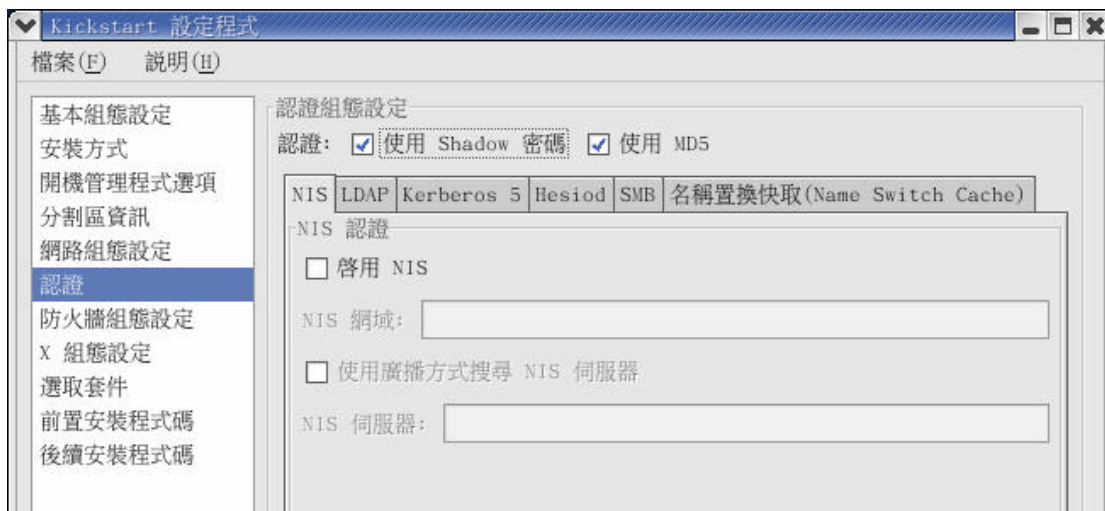 Kickstart 設定程式
檔案(F) 說明(H)
基本組態設定
安裝方式
開機管理程式選項
分割區資訊
網路組態設定
認證
防火牆組態設定
X 組態設定
選取套件
前置安裝程式碼
後續安裝程式碼
認證組態設定
認證: 使用 Shadow 密碼 使用 MD5
NIS LDAP Kerberos 5 Hesiod SMB 名稱置換快取(Name Switch Cache)
NIS 認證
啟用 NIS
NIS 網域:
使用廣播方式搜尋 NIS 伺服器
NIS 伺服器: